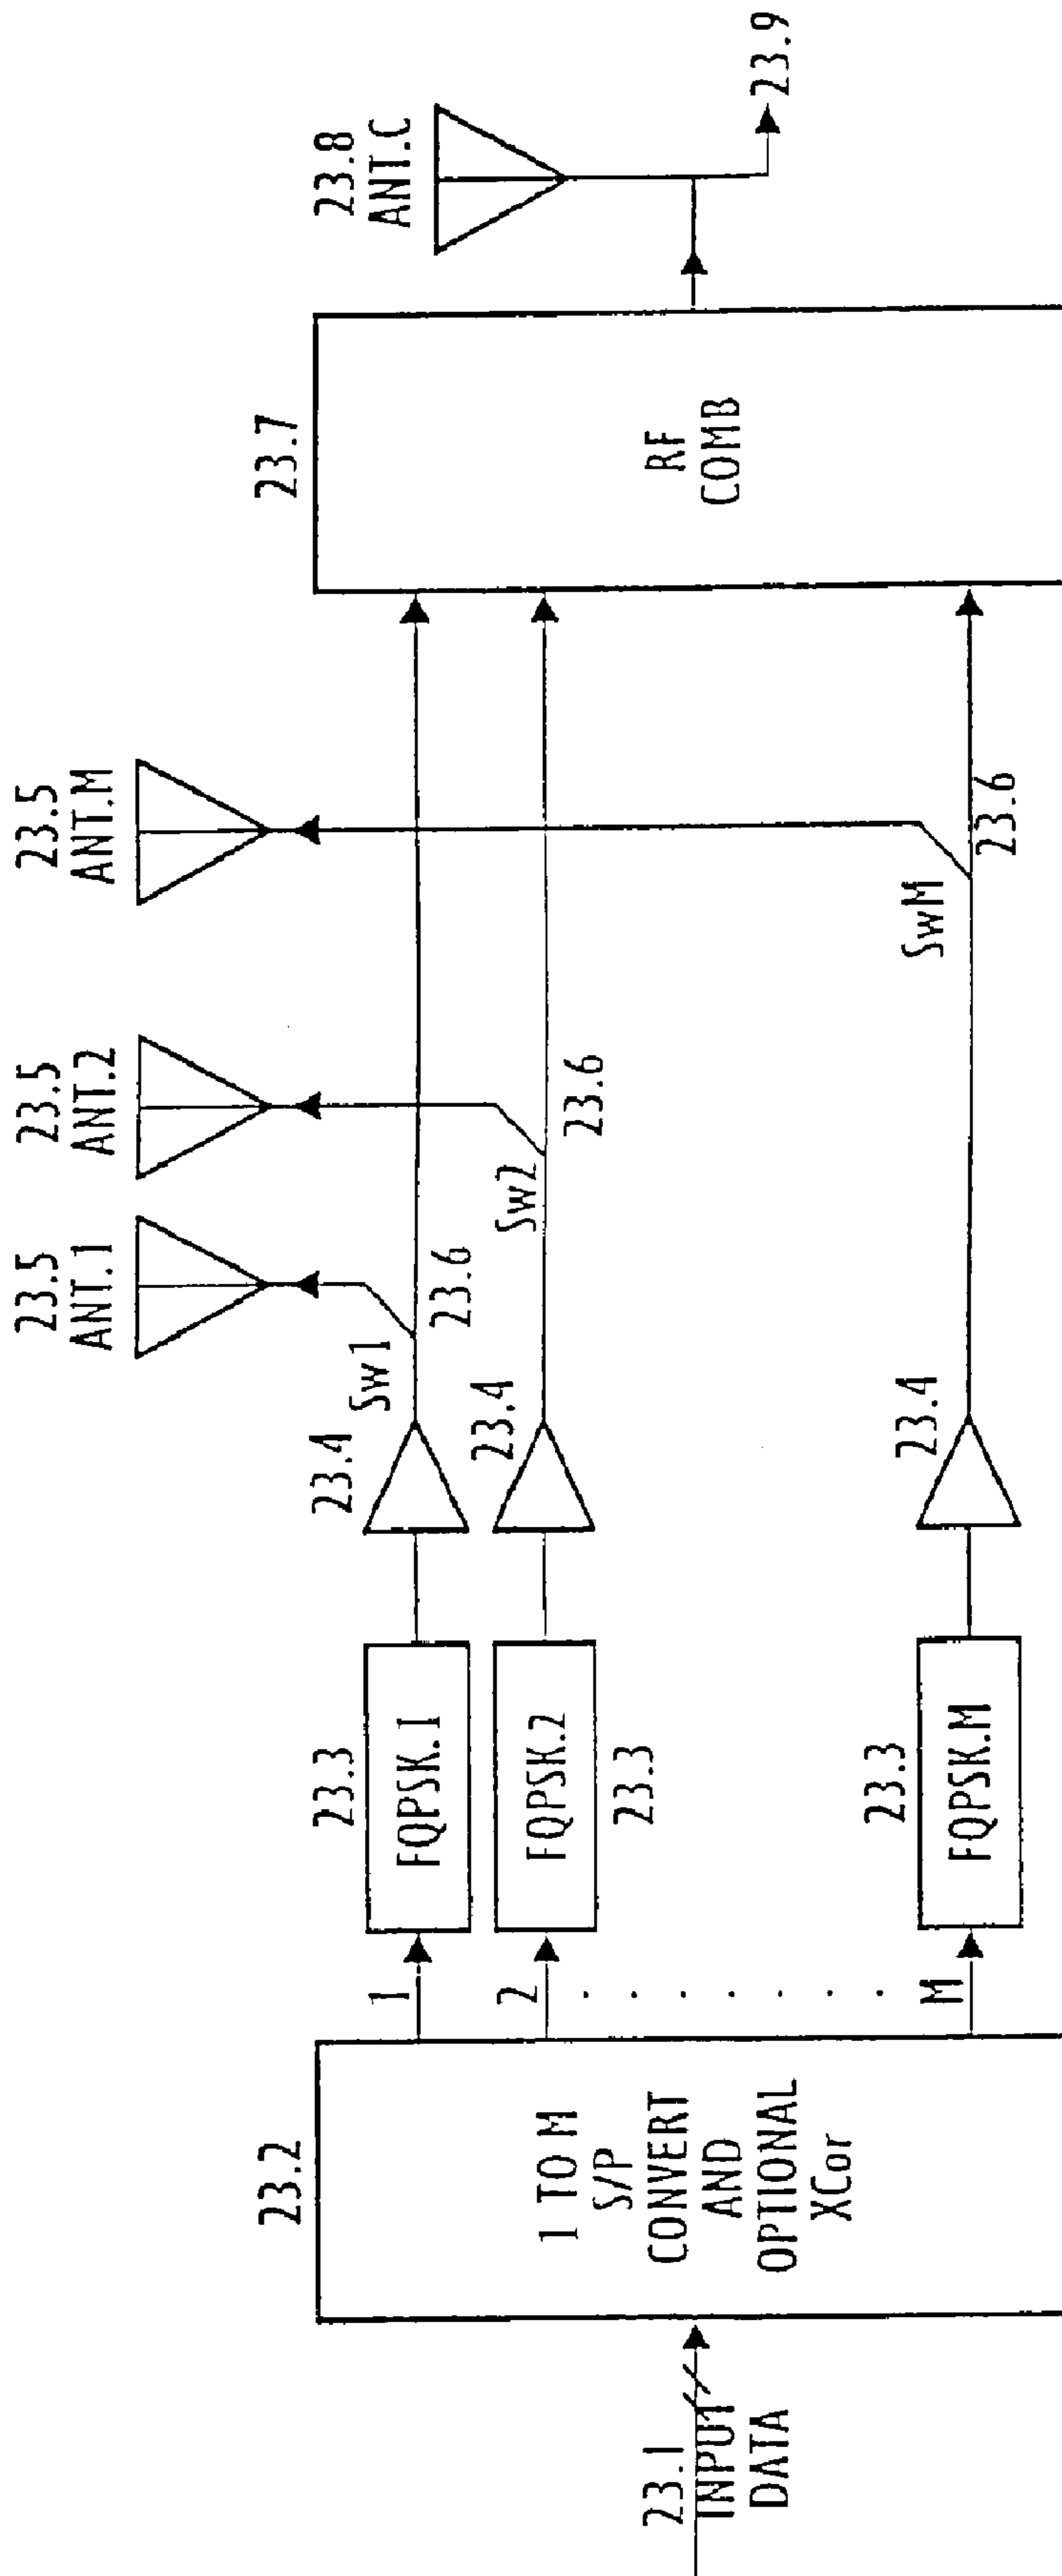 23.1
INPUT
DATA
23.2
1 TO M
S/P
CONVERT
AND
OPTIONAL
XCor
1
2
. . . . . . .
M
23.3
FQPSK.1
FQPSK.2
23.3
23.3
FQPSK.M
23.4
23.4
23.4
Sw1
23.6
Sw2
23.6
SwM
23.6
23.5
ANT.1
23.5
ANT.2
23.5
ANT.M
23.7
RF
COMB
23.8
ANT.C
23.9